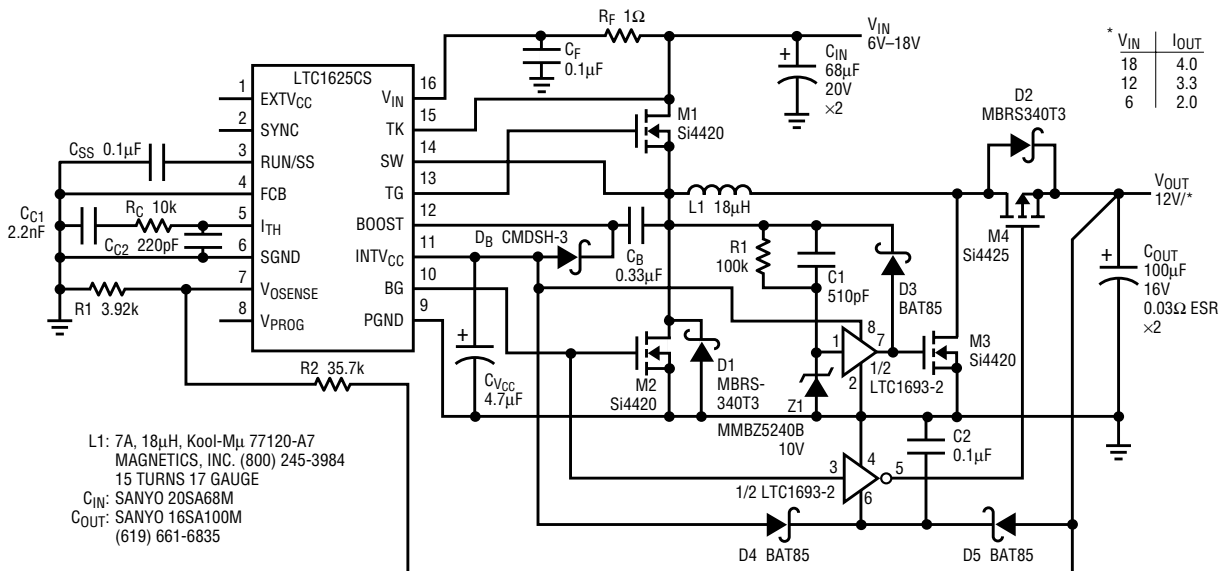 R_F 1Ω
V_IN
6V–18V
C_F
0.1µF
+
C_IN
68µF
20V
×2
* V_IN I_OUT
18 4.0
12 3.3
6 2.0
LTC1625CS
1 EXTV_CC
2 SYNC
3 RUN/SS
4 FCB
5 I_TH
6 SGND
7 V_OSENSE
8 V_PROG
16 V_IN
15 TK
14 SW
13 TG
12 BOOST
11 INTV_CC
10 BG
9 PGND
C_SS 0.1µF
C_C1
2.2nF
R_C 10k
C_C2 220pF
R1 3.92k
R2 35.7k
M1
Si4420
L1 18µH
D2
MBRS340T3
V_OUT
12V/*
M4
Si4425
D_B CMDSH-3
C_B
0.33µF
R1
100k
C1
510pF
D3
BAT85
+
C_OUT
100µF
16V
0.03Ω ESR
×2
+
C_VCC
4.7µF
M2
Si4420
D1
MBRS-
340T3
1
8
7
2
1/2
LTC1693-2
M3
Si4420
Z1
MMBZ5240B
10V
C2
0.1µF
3
4
5
6
1/2 LTC1693-2
D4 BAT85
D5 BAT85
L1: 7A, 18µH, Kool-Mµ 77120-A7
MAGNETICS, INC. (800) 245-3984
15 TURNS 17 GAUGE
C_IN: SANYO 20SA68M
C_OUT: SANYO 16SA100M
(619) 661-6835